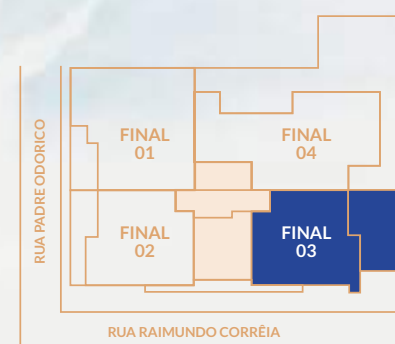 FINAL
01
FINAL
04
RUA PADRE ODORICO
FINAL
02
FINAL
03
RUA RAIMUNDO CORRÊIA